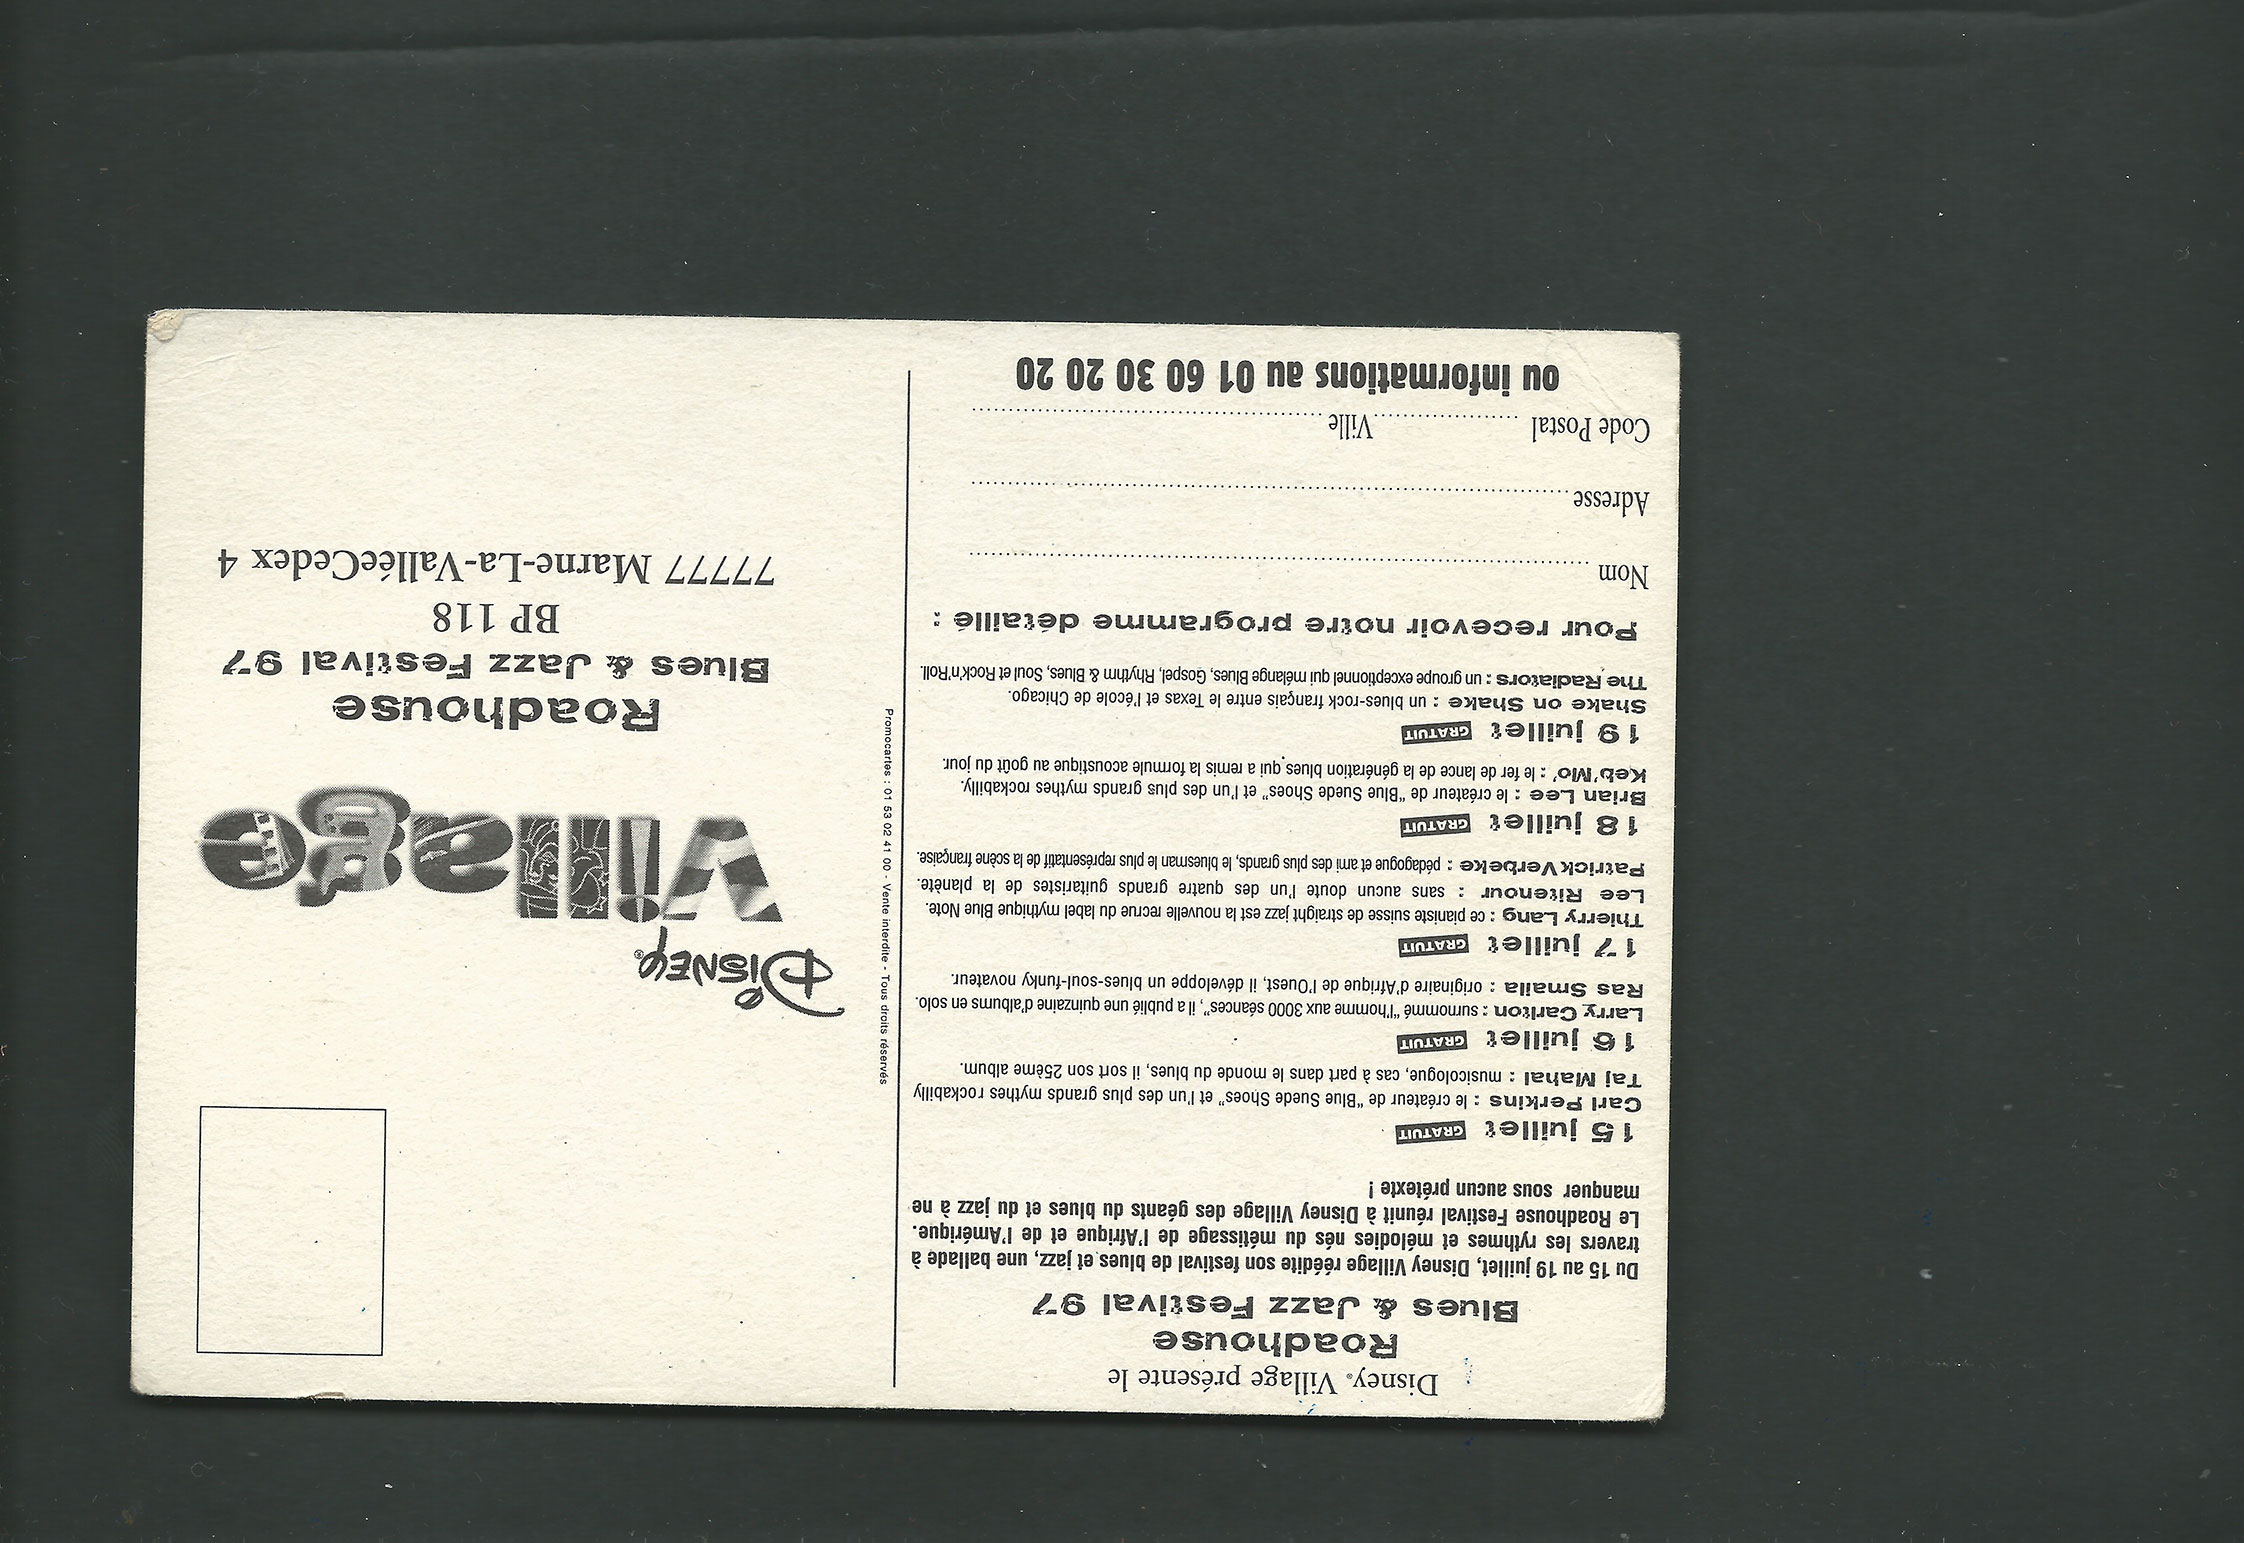 Disney® Village présente le
Roadhouse
Blues & Jazz Festival 97
Du 15 au 19 juillet, Disney Village réédite son festival de blues et jazz, une ballade à
travers les rythmes et mélodies nés du métissage de l'Afrique et de l'Amérique.
Le Roadhouse Festival réunit à Disney Village des géants du blues et du jazz à ne
manquer sous aucun prétexte !
15 juillet GRATUIT
Carl Perkins : le créateur de "Blue Suede Shoes" et l'un des plus grands mythes rockabilly
Taj Mahal : musicologue, cas à part dans le monde du blues, il sort son 25ème album.
16 juillet GRATUIT
Larry Carlton : surnommé "l'homme aux 3000 séances", il a publié une quinzaine d'albums en solo.
Ras Smaila : originaire d'Afrique de l'Ouest, il développe un blues-soul-funky novateur.
17 juillet GRATUIT
Thierry Lang : ce pianiste suisse de straight jazz est la nouvelle recrue du label mythique Blue Note.
Lee Ritenour : sans aucun doute l'un des quatre grands guitaristes de la planète.
Patrick Verbeke : pédagogue et ami des plus grands, le bluesman le plus représentatif de la scène française.
18 juillet GRATUIT
Brian Lee : le créateur de "Blue Suede Shoes" et l'un des plus grands mythes rockabilly.
Keb'Mo' : le fer de lance de la génération blues qui a remis la formule acoustique au goût du jour.
19 juillet GRATUIT
Shake on Shake : un blues-rock français entre le Texas et l'école de Chicago.
The Radiators : un groupe exceptionnel qui mélange Blues, Gospel, Rhythm & Blues, Soul et Rock'n'Roll.
Pour recevoir notre programme détaillé :
Nom
Adresse
Code Postal Ville
ou informations au 01 60 30 20 20
Promocartes : 01 53 02 41 00 - Vente interdite - Tous droits réservés
Disney®
Village
Roadhouse
Blues & Jazz Festival 97
BP 118
77777 Marne-La-ValléeCedex 4